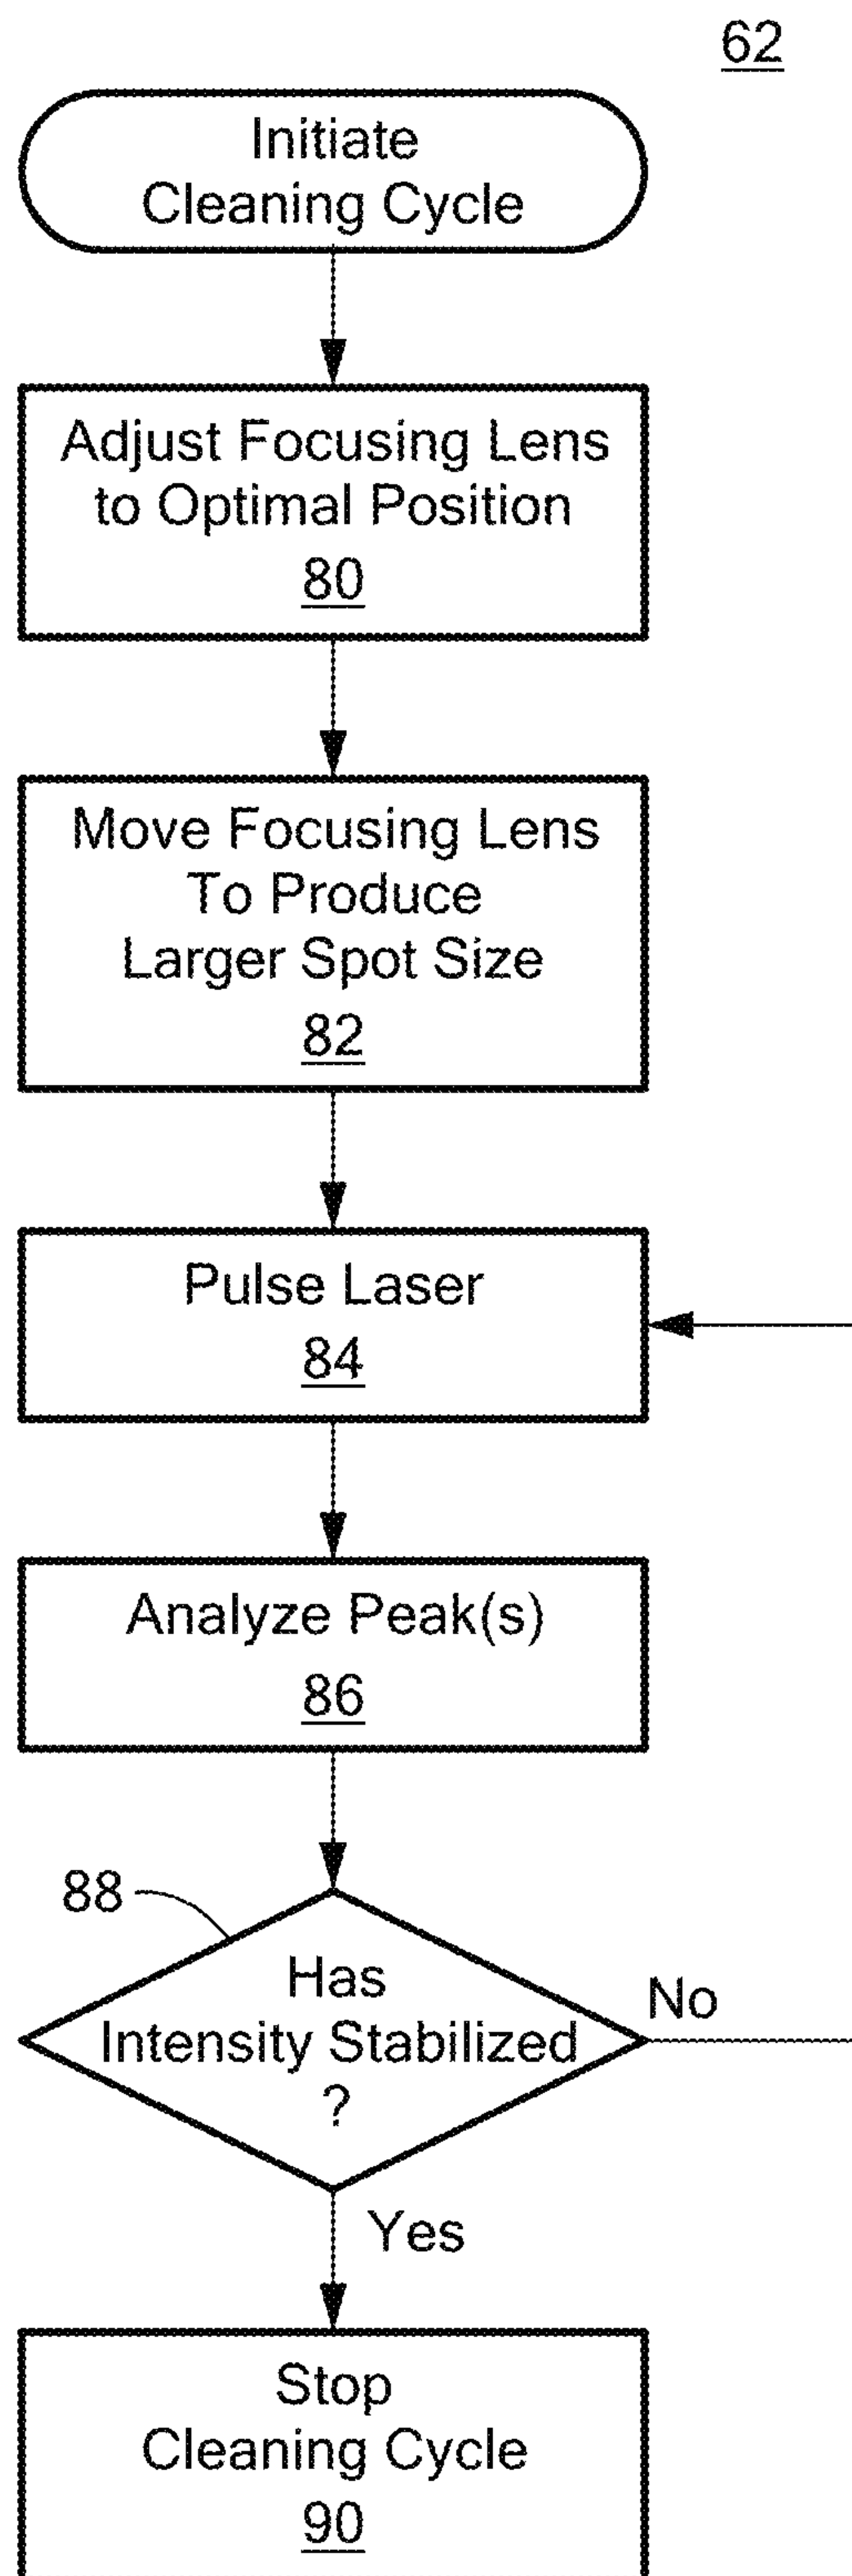 62
Initiate
Cleaning Cycle
Adjust Focusing Lens
to Optimal Position
80
Move Focusing Lens
To Produce
Larger Spot Size
82
Pulse Laser
84
Analyze Peak(s)
86
88
Has
Intensity Stabilized
?
No
Yes
Stop
Cleaning Cycle
90